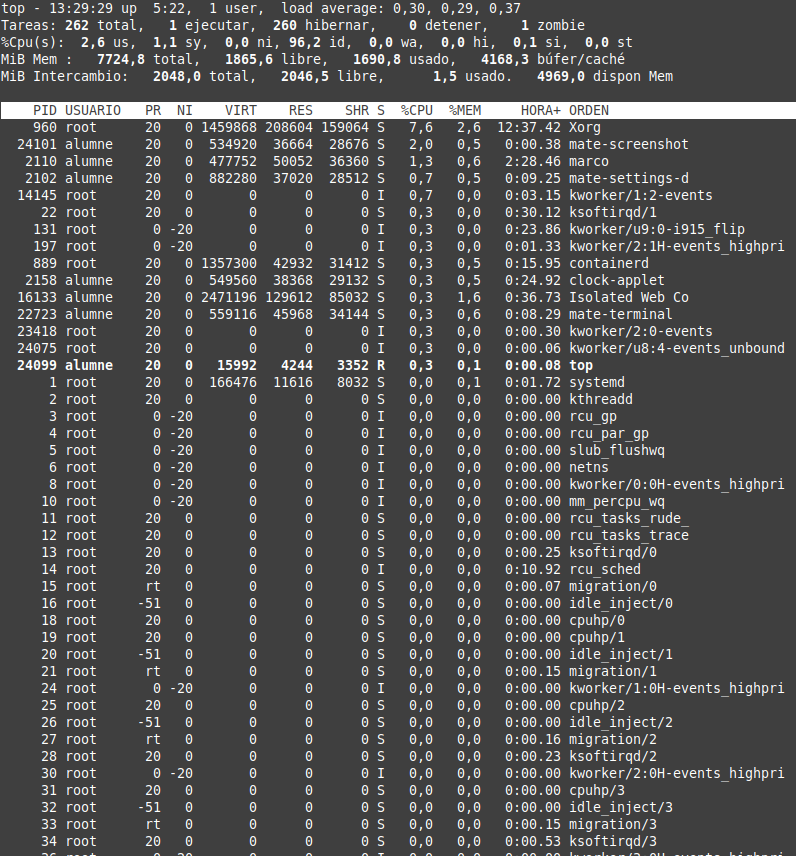 top - 13:29:29 up  5:22,  1 user,  load average: 0,30, 0,29, 0,37
Tareas: 262 total,   1 ejecutar, 260 hibernar,    0 detener,    1 zombie
%Cpu(s):  2,6 us,  1,1 sy,  0,0 ni, 96,2 id,  0,0 wa,  0,0 hi,  0,1 si,  0,0 st
MiB Mem :   7724,8 total,   1865,6 libre,   1690,8 usado,   4168,3 búfer/caché
MiB Intercambio:   2048,0 total,   2046,5 libre,      1,5 usado.   4969,0 dispon Mem
PID USUARIO   PR  NI    VIRT    RES    SHR S  %CPU  %MEM     HORA+ ORDEN
960 root      20   0 1459868 208604 159064 S   7,6   2,6  12:37.42 Xorg
24101 alumne    20   0  534920  36664  28676 S   2,0   0,5   0:00.38 mate-screenshot
2110 alumne    20   0  477752  50052  36360 S   1,3   0,6   2:28.46 marco
2102 alumne    20   0  882280  37020  28512 S   0,7   0,5   0:09.25 mate-settings-d
14145 root      20   0       0      0      0 I   0,7   0,0   0:03.15 kworker/1:2-events
22 root      20   0       0      0      0 S   0,3   0,0   0:30.12 ksoftirqd/1
131 root       0 -20       0      0      0 I   0,3   0,0   0:23.86 kworker/u9:0-i915_flip
197 root       0 -20       0      0      0 I   0,3   0,0   0:01.33 kworker/2:1H-events_highpri
889 root      20   0 1357300  42932  31412 S   0,3   0,5   0:15.95 containerd
2158 alumne    20   0  549560  38368  29132 S   0,3   0,5   0:24.92 clock-applet
16133 alumne    20   0 2471196 129612  85032 S   0,3   1,6   0:36.73 Isolated Web Co
22723 alumne    20   0  559116  45968  34144 S   0,3   0,6   0:08.29 mate-terminal
23418 root      20   0       0      0      0 I   0,3   0,0   0:00.30 kworker/2:0-events
24075 root      20   0       0      0      0 I   0,3   0,0   0:00.06 kworker/u8:4-events_unbound
24099 alumne    20   0   15992   4244   3352 R   0,3   0,1   0:00.08 top
1 root      20   0  166476  11616   8032 S   0,0   0,1   0:01.72 systemd
2 root      20   0       0      0      0 S   0,0   0,0   0:00.00 kthreadd
3 root       0 -20       0      0      0 I   0,0   0,0   0:00.00 rcu_gp
4 root       0 -20       0      0      0 I   0,0   0,0   0:00.00 rcu_par_gp
5 root       0 -20       0      0      0 I   0,0   0,0   0:00.00 slub_flushwq
6 root       0 -20       0      0      0 I   0,0   0,0   0:00.00 netns
8 root       0 -20       0      0      0 I   0,0   0,0   0:00.00 kworker/0:0H-events_highpri
10 root       0 -20       0      0      0 I   0,0   0,0   0:00.00 mm_percpu_wq
11 root      20   0       0      0      0 S   0,0   0,0   0:00.00 rcu_tasks_rude_
12 root      20   0       0      0      0 S   0,0   0,0   0:00.00 rcu_tasks_trace
13 root      20   0       0      0      0 S   0,0   0,0   0:00.25 ksoftirqd/0
14 root      20   0       0      0      0 I   0,0   0,0   0:10.92 rcu_sched
15 root      rt   0       0      0      0 S   0,0   0,0   0:00.07 migration/0
16 root     -51   0       0      0      0 S   0,0   0,0   0:00.00 idle_inject/0
18 root      20   0       0      0      0 S   0,0   0,0   0:00.00 cpuhp/0
19 root      20   0       0      0      0 S   0,0   0,0   0:00.00 cpuhp/1
20 root     -51   0       0      0      0 S   0,0   0,0   0:00.00 idle_inject/1
21 root      rt   0       0      0      0 S   0,0   0,0   0:00.15 migration/1
24 root       0 -20       0      0      0 I   0,0   0,0   0:00.00 kworker/1:0H-events_highpri
25 root      20   0       0      0      0 S   0,0   0,0   0:00.00 cpuhp/2
26 root     -51   0       0      0      0 S   0,0   0,0   0:00.00 idle_inject/2
27 root      rt   0       0      0      0 S   0,0   0,0   0:00.16 migration/2
28 root      20   0       0      0      0 S   0,0   0,0   0:00.23 ksoftirqd/2
30 root       0 -20       0      0      0 I   0,0   0,0   0:00.00 kworker/2:0H-events_highpri
31 root      20   0       0      0      0 S   0,0   0,0   0:00.00 cpuhp/3
32 root     -51   0       0      0      0 S   0,0   0,0   0:00.00 idle_inject/3
33 root      rt   0       0      0      0 S   0,0   0,0   0:00.15 migration/3
34 root      20   0       0      0      0 S   0,0   0,0   0:00.53 ksoftirqd/3